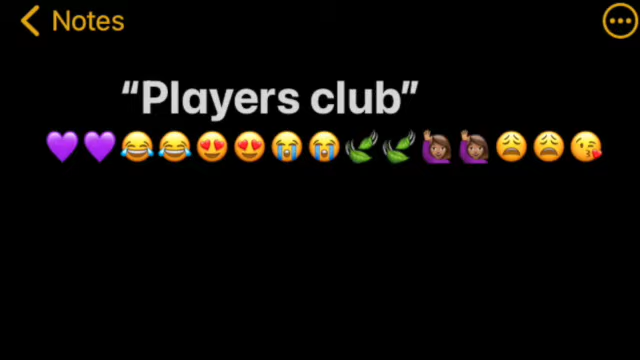 Notes
“Players club”
💜💜😂😂😍😍😭😭🍃🍃🙋🏽‍♀️🙋🏽‍♀️😩😩😘